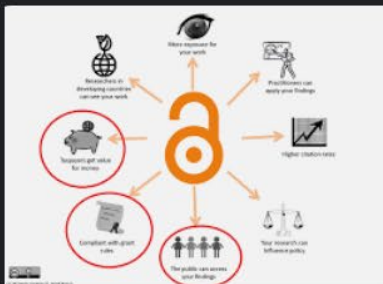 More exposure for
your work
Practitioners can
apply your findings
Higher citation rates
Your research can
influence policy
The public can access
your findings
Compliant with grant
rules
Taxpayers get value
for money
Researchers in
developing countries
can see your work